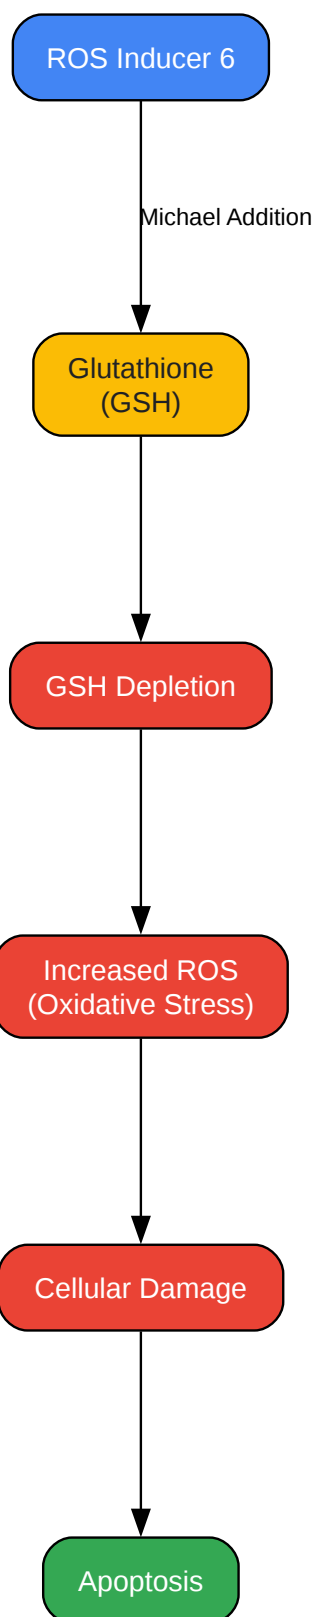 ROS Inducer 6
Michael Addition
Glutathione
(GSH)
GSH Depletion
Increased ROS
(Oxidative Stress)
Cellular Damage
Apoptosis